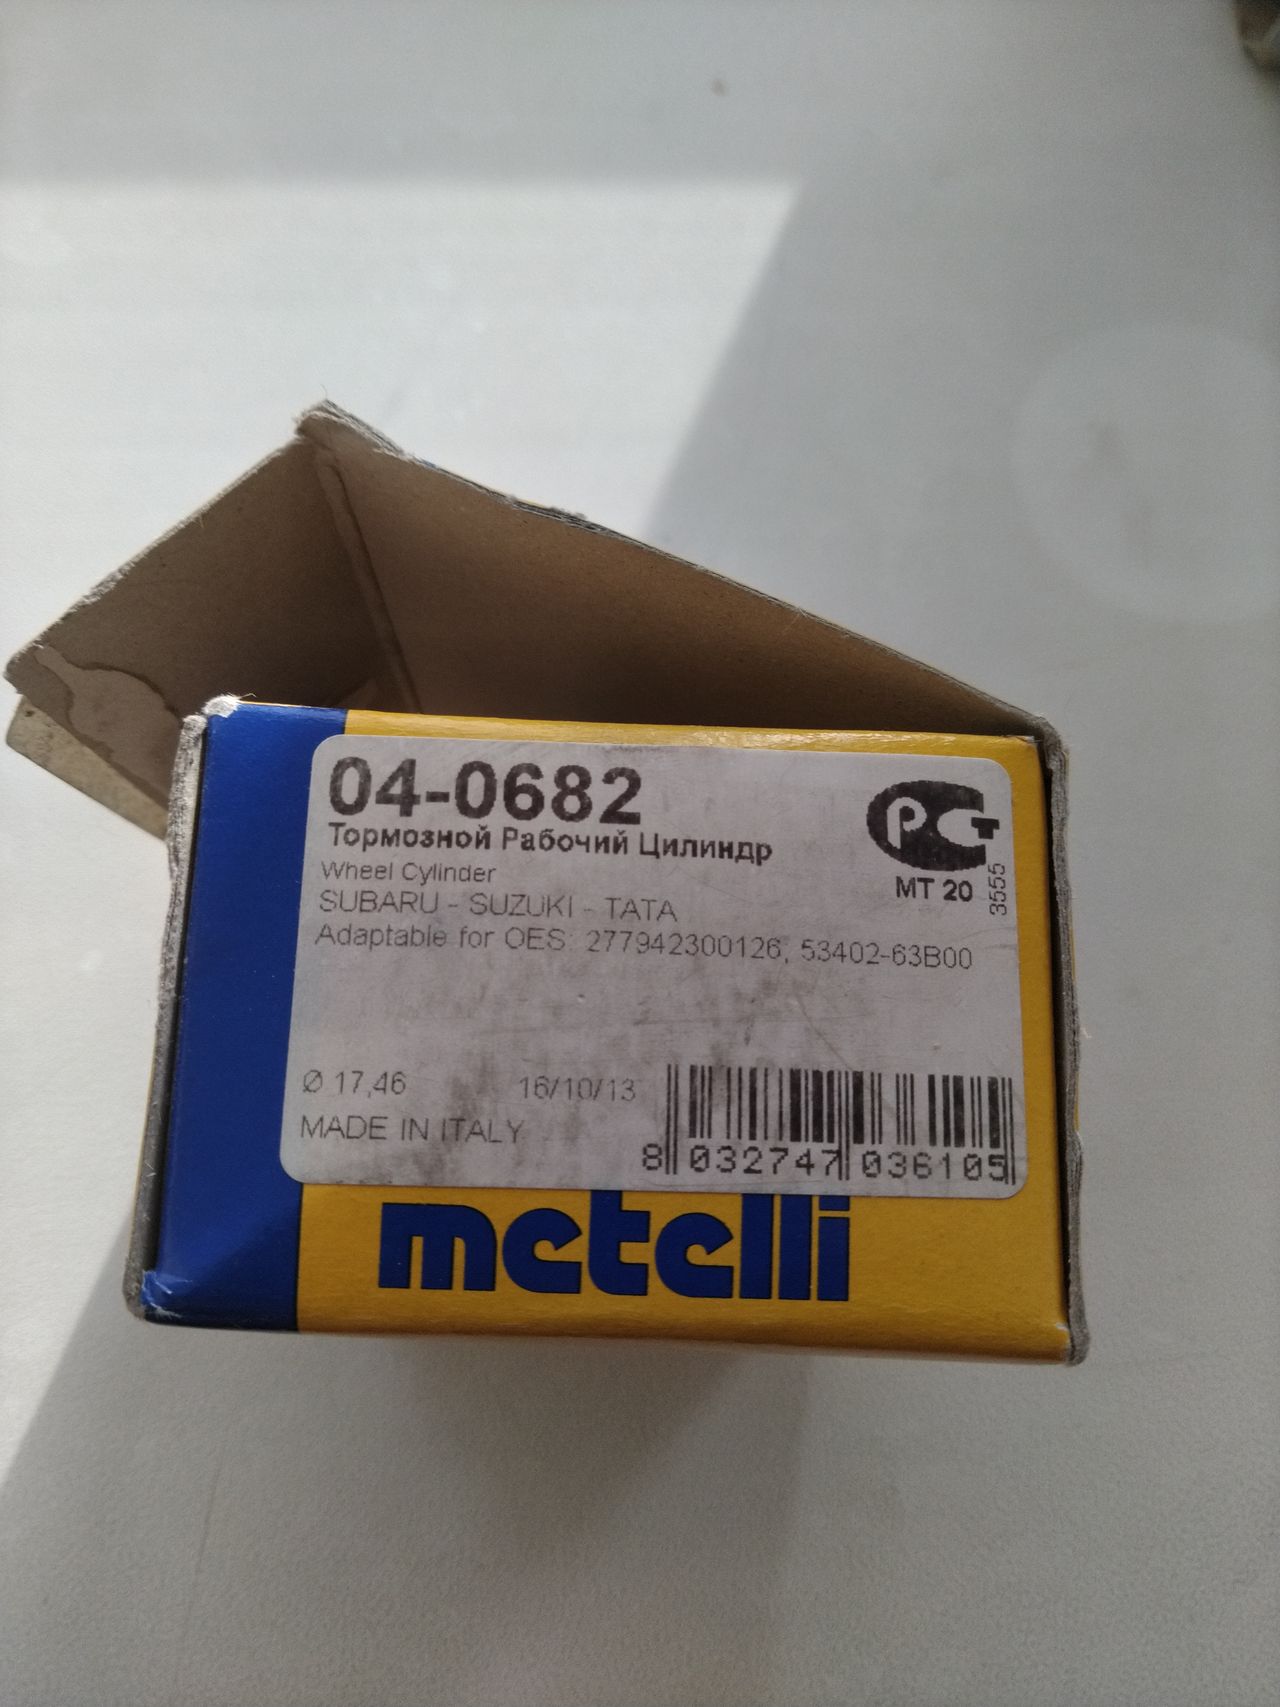 04-0682
Тормозной Рабочий Цилиндр
Wheel Cylinder
SUBARU - SUZUKI - TATA
Adaptable for OES: 277942300126, 53402-63B00
РСТ
МТ 20
3555
Ø 17,46
16/10/13
MADE IN ITALY
8 032747 036105
metelli